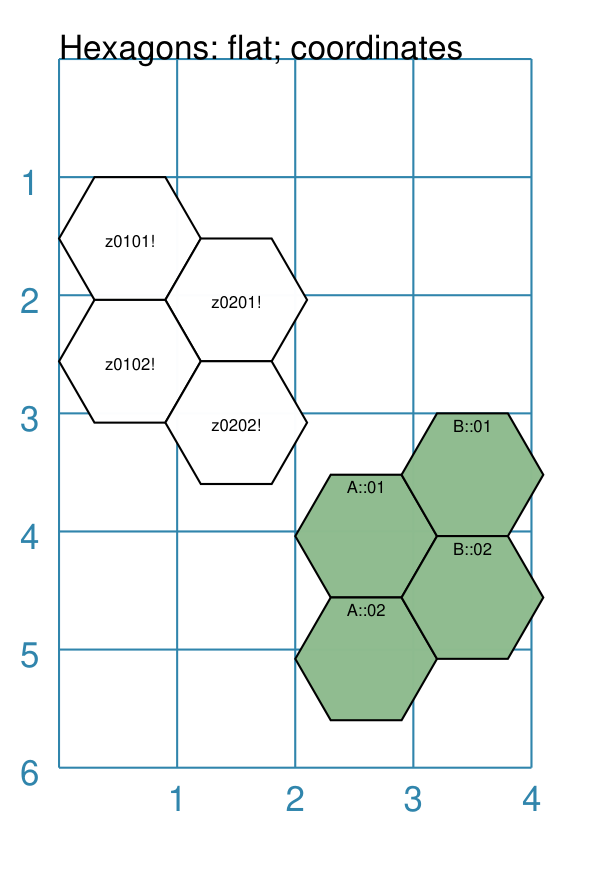 Hexagons: flat; coordinates
1
z0101!
2
z0201!
z0102!
3
z0202!
B::01
A::01
4
B::02
A::02
5
6
1 2 3 4